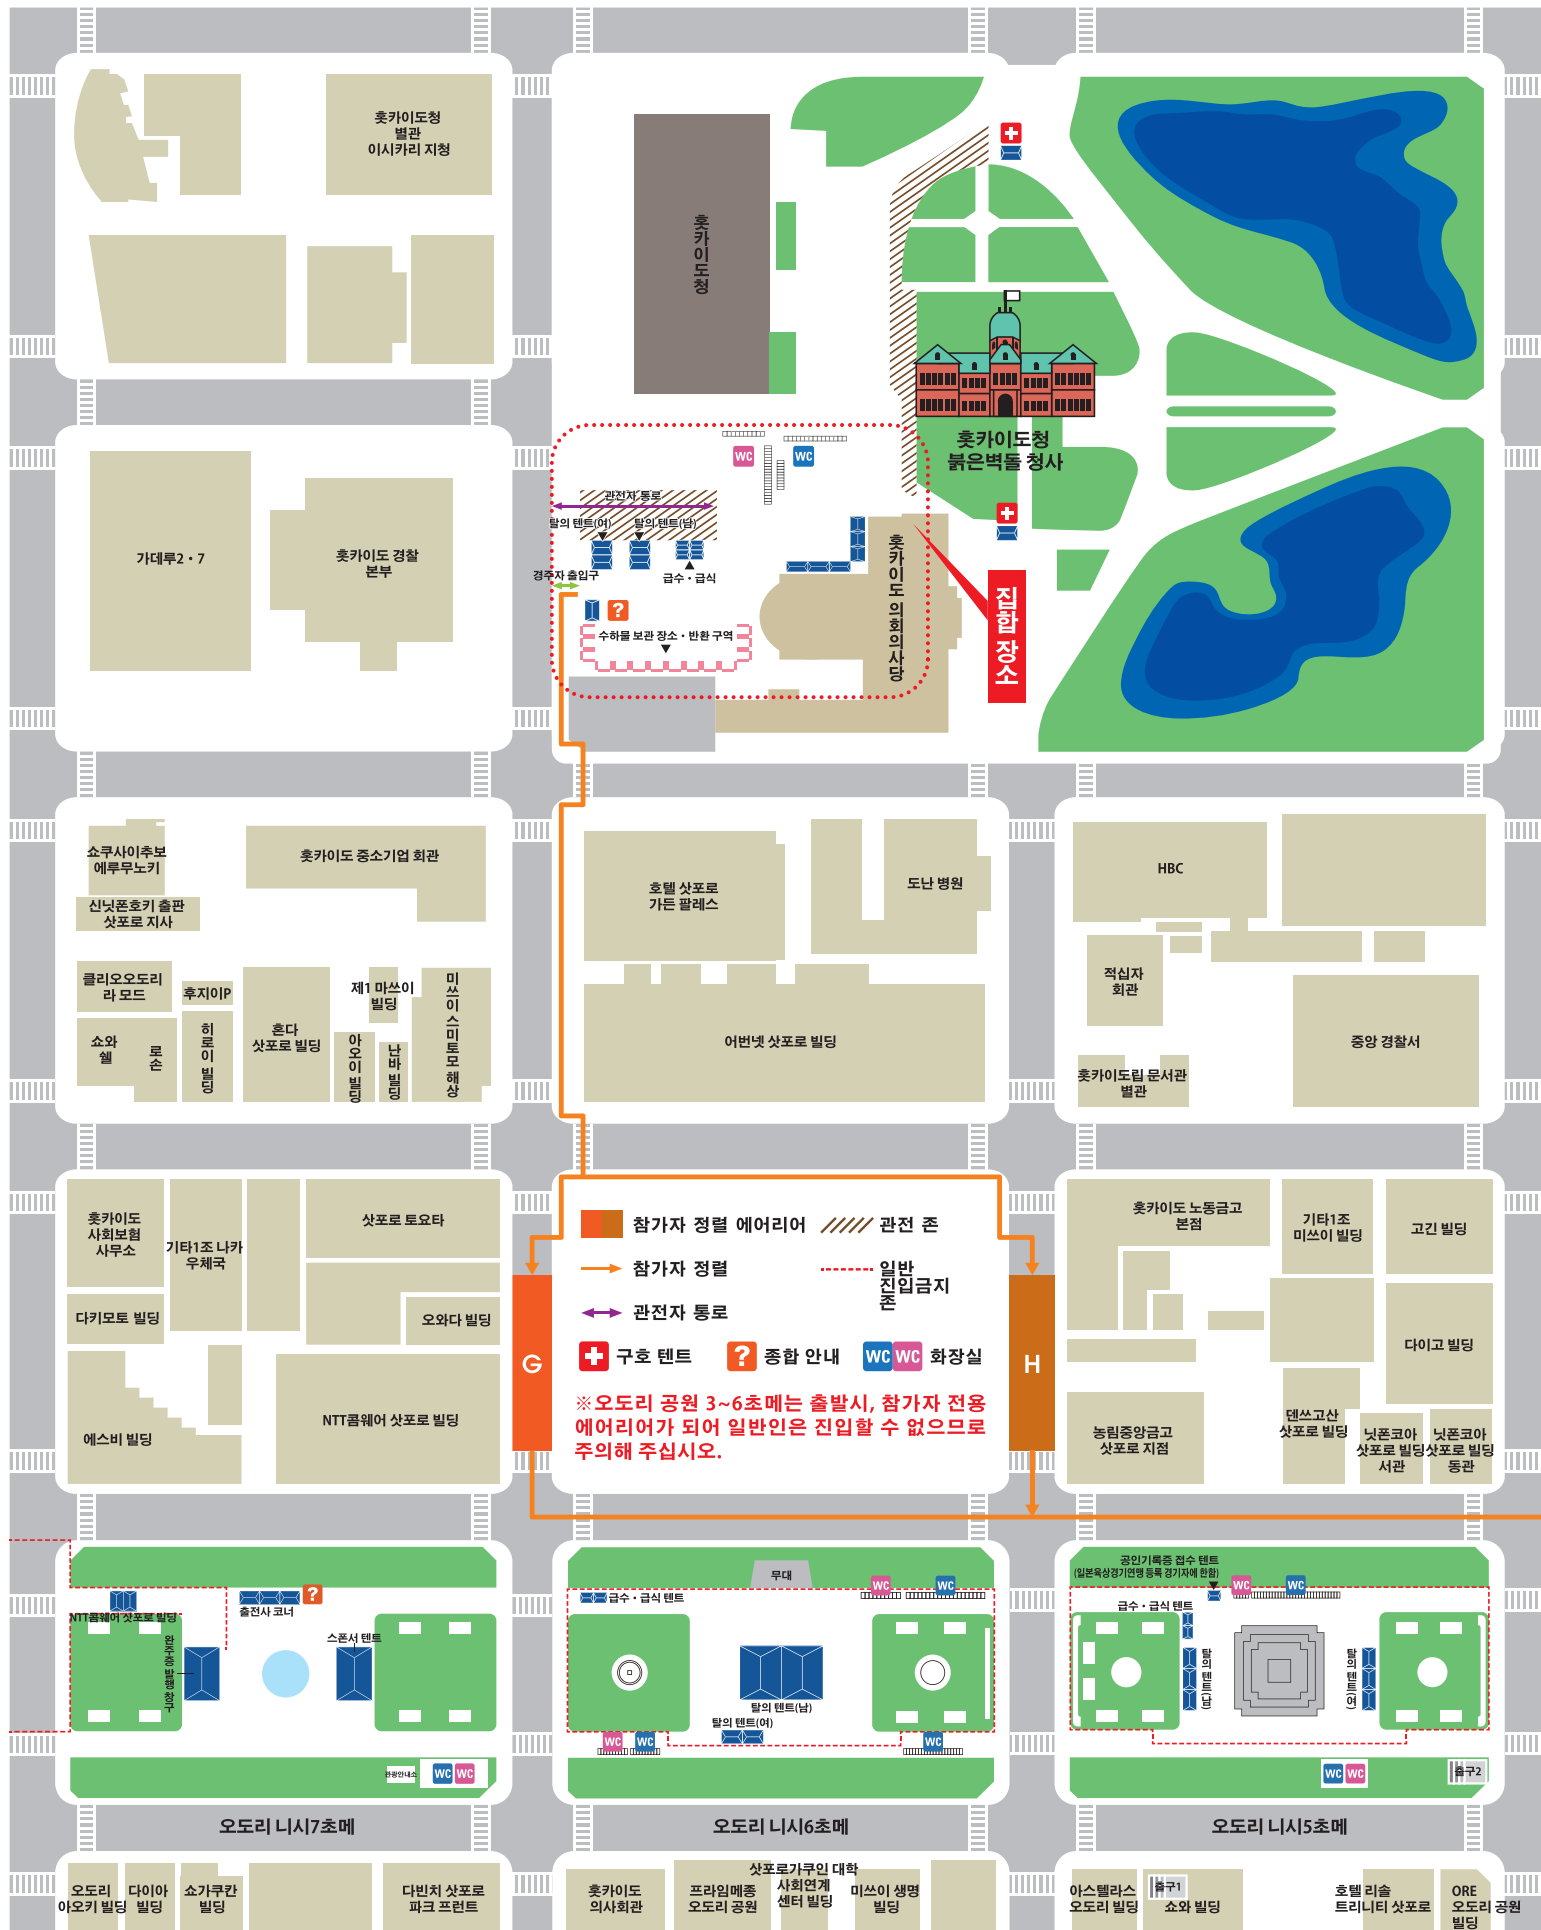 홋카이도청
별관
이시카리 지청
홋카이도청
홋카이도청
붉은벽돌 청사
WC
WC
관전자 통로
탈의 텐트(여)
탈의 텐트(남)
급수・급식
경주자 출입구
?
수하물 보관 장소・반환 구역
홋카이도 의회의사당
집합 장소
가데루2・7
홋카이도 경찰
본부
쇼쿠사이추보
에루무노키
신닛폰호키 출판
삿포로 지사
홋카이도 중소기업 회관
클리오오도리
라 모드
후지이P
쇼와
쉘
로손
히로이 빌딩
혼다
삿포로 빌딩
제1 마쓰이
빌딩
아오이 빌딩
난바 빌딩
미쓰이 스미토모 해상
호텔 삿포로
가든 팔레스
도난 병원
어번넷 삿포로 빌딩
HBC
적십자
회관
중앙 경찰서
홋카이도립 문서관
별관
홋카이도
사회보험
사무소
기타1조 나카
우체국
삿포로 토요타
다키모토 빌딩
오와다 빌딩
에스비 빌딩
NTT콤웨어 삿포로 빌딩
G
참가자 정렬 에어리어
관전 존
참가자 정렬
일반
진입금지
존
관전자 통로
구호 텐트
?
종합 안내
WC
WC
화장실
※오도리 공원 3~6초메는 출발시, 참가자 전용
에어리어가 되어 일반인은 진입할 수 없으므로
주의해 주십시오.
H
홋카이도 노동금고
본점
기타1조
미쓰이 빌딩
고긴 빌딩
다이고 빌딩
농림중앙금고
삿포로 지점
덴쓰고산
삿포로 빌딩
닛폰코아
삿포로 빌딩
서관
닛폰코아
삿포로 빌딩
동관
NTT콤웨어 삿포로 빌딩
출전사 코너
?
완주증 발행 창구
스폰서 텐트
관광안내소
WC
WC
무대
급수・급식 텐트
WC
WC
탈의 텐트(남)
탈의 텐트(여)
WC
WC
WC
공인기록증 접수 텐트
(일본육상경기연맹 등록 경기자에 한함)
WC
WC
급수・급식 텐트
탈의 텐트(남)
탈의 텐트(여)
WC
WC
출구2
오도리 니시7초메
오도리 니시6초메
오도리 니시5초메
오도리
아오키 빌딩
다이아
빌딩
쇼가쿠칸
빌딩
다빈치 삿포로
파크 프런트
홋카이도
의사회관
프라임메종
오도리 공원
삿포로가쿠인 대학
사회연계
센터 빌딩
미쓰이 생명
빌딩
아스텔라스
오도리 빌딩
출구1
쇼와 빌딩
호텔 리솔
트리니티 삿포로
ORE
오도리 공원
빌딩